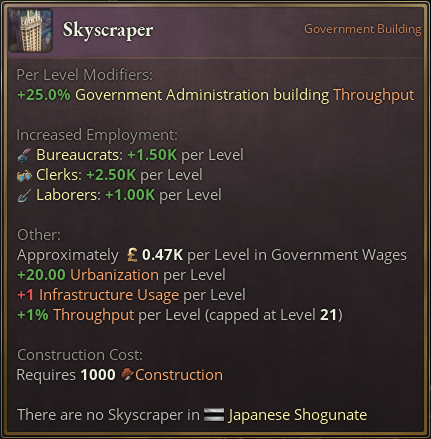 Skyscraper
Government Building
Per Level Modifiers:
+25.0% Government Administration building Throughput
Increased Employment:
Bureaucrats: +1.50K per Level
Clerks: +2.50K per Level
Laborers: +1.00K per Level
Other:
Approximately £ 0.47K per Level in Government Wages
+20.00 Urbanization per Level
+1 Infrastructure Usage per Level
+1% Throughput per Level (capped at Level 21)
Construction Cost:
Requires 1000 Construction
There are no Skyscraper in Japanese Shogunate